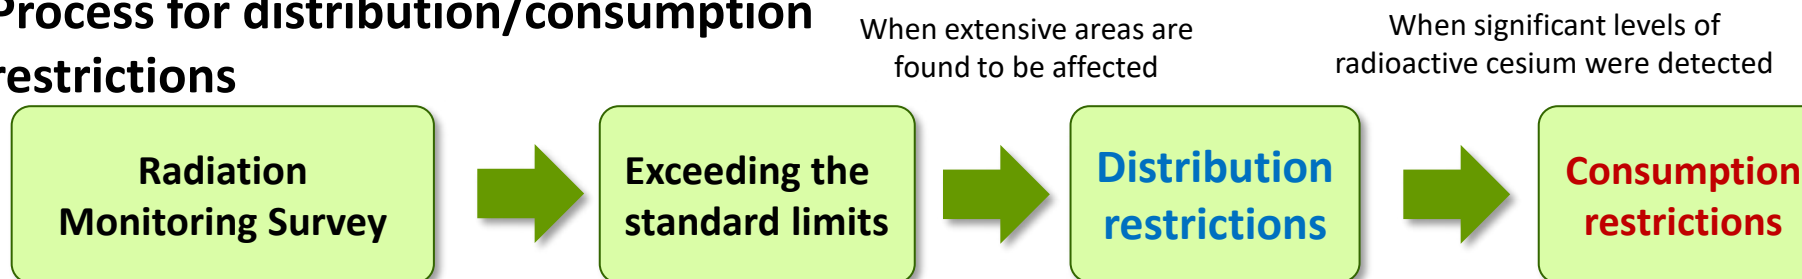 Process for distribution/consumption
restrictions
When extensive areas are
found to be affected
When significant levels of
radioactive cesium were detected
Radiation
Monitoring Survey
Exceeding the
standard limits
Distribution
restrictions
Consumption
restrictions